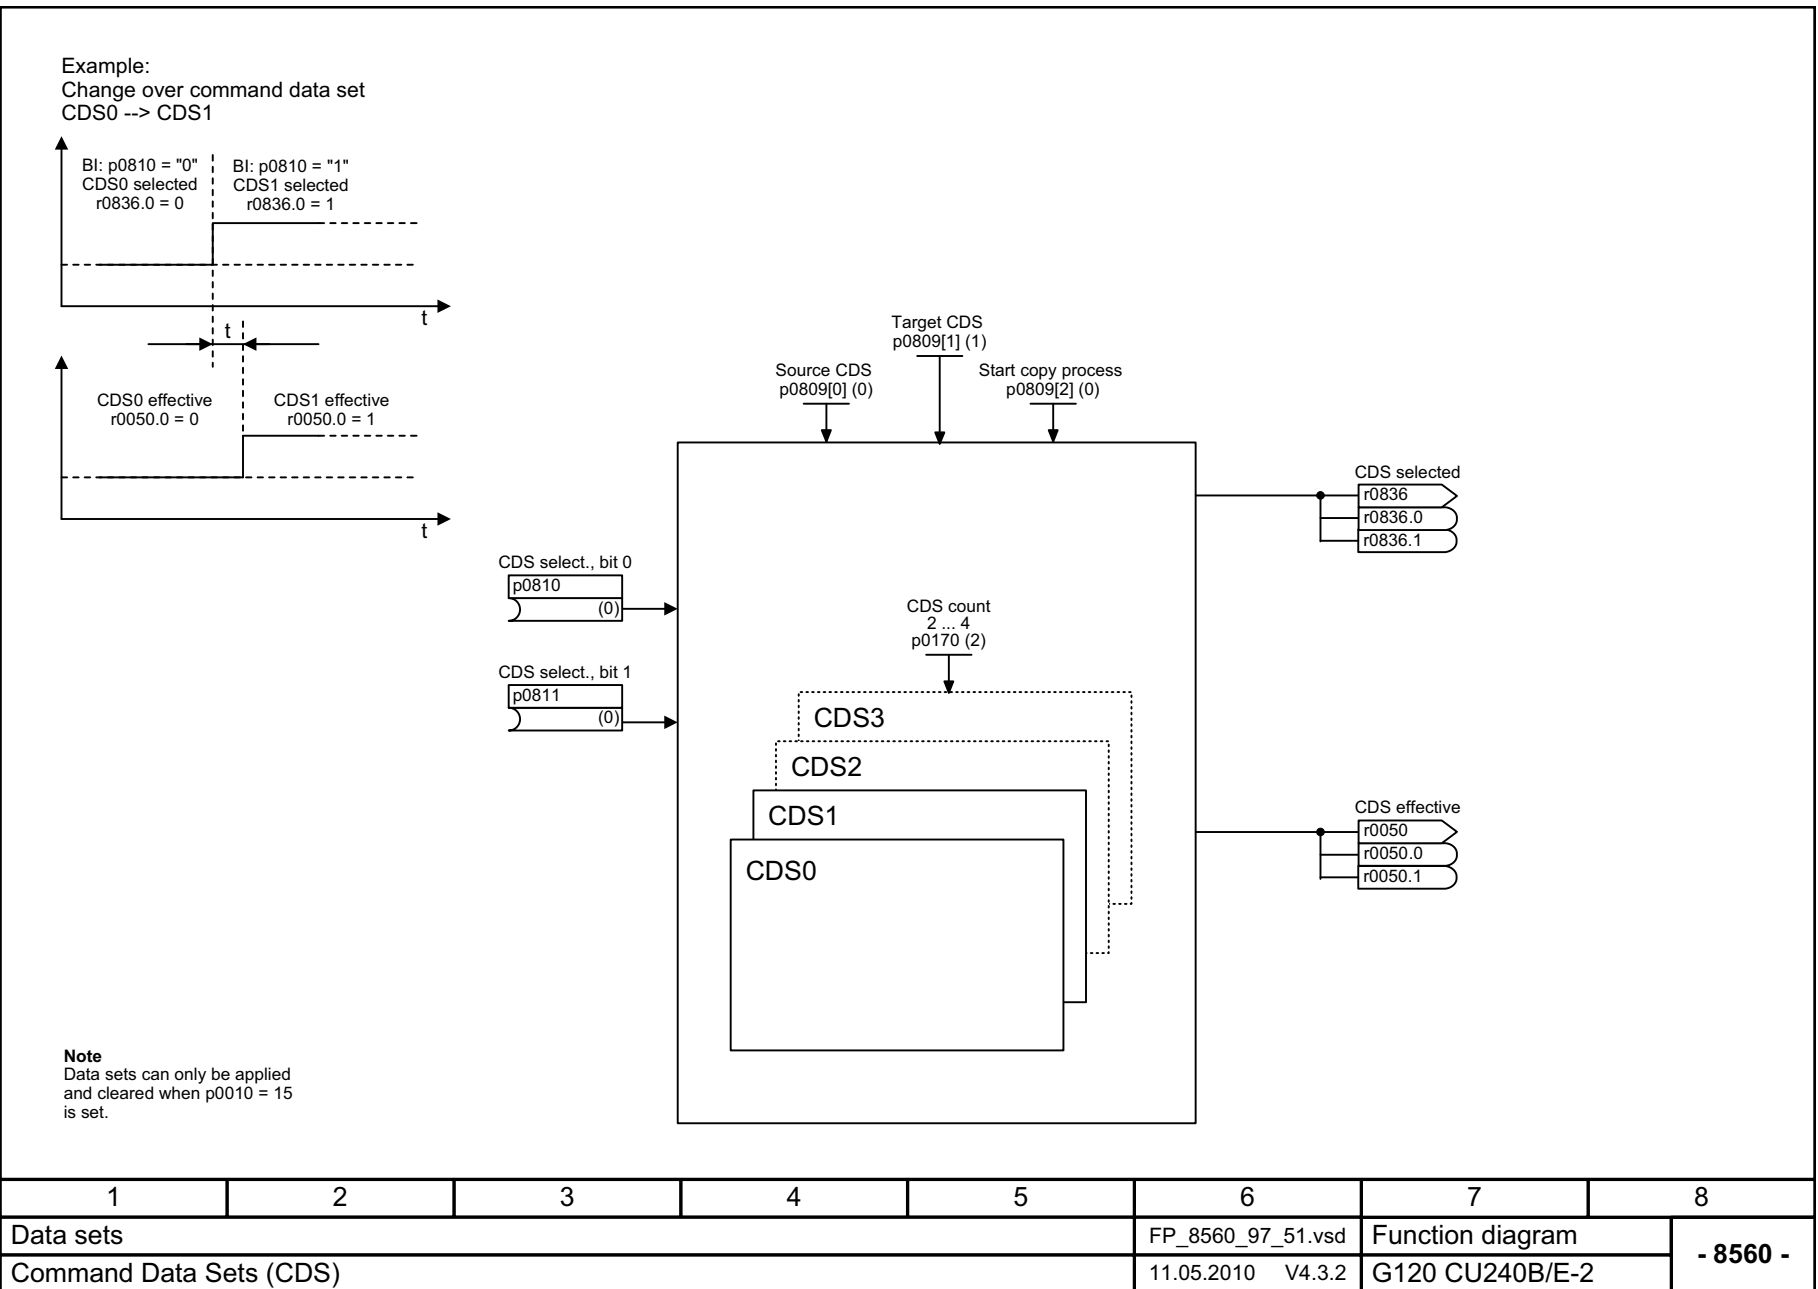 Example:
Change over command data set
CDS0 --> CDS1
BI: p0810 = "0"
CDS0 selected
r0836.0 = 0
BI: p0810 = "1"
CDS1 selected
r0836.0 = 1
t
t
CDS0 effective
r0050.0 = 0
CDS1 effective
r0050.0 = 1
t
Target CDS
p0809[1] (1)
Source CDS
p0809[0] (0)
Start copy process
p0809[2] (0)
CDS selected
r0836
r0836.0
r0836.1
CDS select., bit 0
p0810
(0)
CDS count
2 ... 4
p0170 (2)
CDS select., bit 1
p0811
(0)
CDS3
CDS2
CDS1
CDS0
CDS effective
r0050
r0050.0
r0050.1
Note
Data sets can only be applied
and cleared when p0010 = 15
is set.
1 2 3 4 5 6 7 8
Data sets FP_8560_97_51.vsd Function diagram
- 8560 -
Command Data Sets (CDS) 11.05.2010 V4.3.2 G120 CU240B/E-2